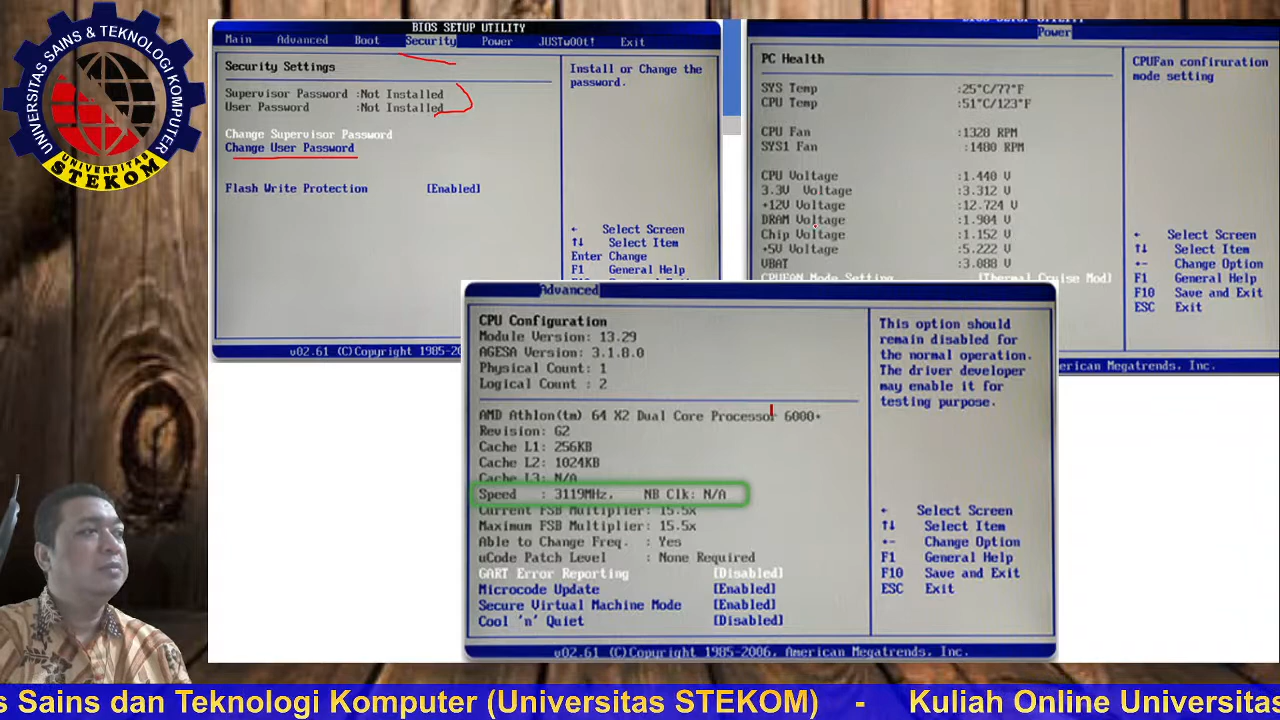 UNIVERSITAS SAINS & TEKNOLOGI KOMPUTER
UNIVERSITAS
STEKOM
BIOS SETUP UTILITY
Main Advanced Boot Security Power JUSTw00t! Exit
Security Settings
Supervisor Password :Not Installed
User Password :Not Installed
Change Supervisor Password
Change User Password
Flash Write Protection [Enabled]
Install or Change the
password.
← Select Screen
↑↓ Select Item
Enter Change
F1 General Help
v02.61 (C)Copyright 1985-20
BIOS SETUP UTILITY
Power
PC Health
SYS Temp :25°C/77°F
CPU Temp :51°C/123°F
CPU Fan :1320 RPM
SYS1 Fan :1480 RPM
CPU Voltage :1.440 V
3.3V Voltage :3.312 V
+12V Voltage :12.724 V
DRAM Voltage :1.904 V
Chip Voltage :1.152 V
+5V Voltage :5.222 V
VBAT :3.088 V
CPUFAN Mode Setting [Thermal Cruise Mod]
CPUFan confiruration
mode setting
← Select Screen
↑↓ Select Item
+- Change Option
F1 General Help
F10 Save and Exit
ESC Exit
erican Megatrends, Inc.
Advanced
CPU Configuration
Module Version: 13.29
AGESA Version: 3.1.8.0
Physical Count: 1
Logical Count : 2
AMD Athlon(tm) 64 X2 Dual Core Processor 6000+
Revision: G2
Cache L1: 256KB
Cache L2: 1024KB
Cache L3: N/A
Speed : 3119MHz, NB Clk: N/A
Current FSB Multiplier: 15.5x
Maximum FSB Multiplier: 15.5x
Able to Change Freq. : Yes
uCode Patch Level : None Required
GART Error Reporting [Disabled]
Microcode Update [Enabled]
Secure Virtual Machine Mode [Enabled]
Cool 'n' Quiet [Disabled]
This option should
remain disabled for
the normal operation.
The driver developer
may enable it for
testing purpose.
← Select Screen
↑↓ Select Item
+- Change Option
F1 General Help
F10 Save and Exit
ESC Exit
v02.61 (C)Copyright 1985-2006, American Megatrends, Inc.
s Sains dan Teknologi Komputer (Universitas STEKOM) - Kuliah Online Universitas